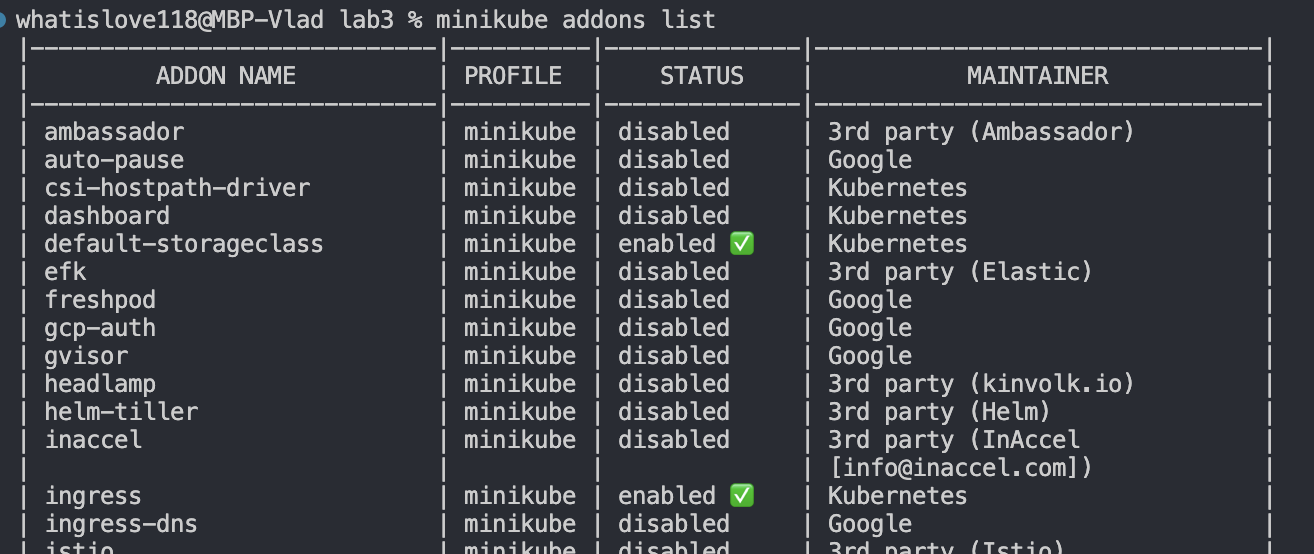 whatislove118@MBP-Vlad lab3 % minikube addons list
|-----------------------------|----------|--------------|--------------------------------|
| ADDON NAME | PROFILE | STATUS | MAINTAINER |
|-----------------------------|----------|--------------|--------------------------------|
| ambassador | minikube | disabled | 3rd party (Ambassador) |
| auto-pause | minikube | disabled | Google |
| csi-hostpath-driver | minikube | disabled | Kubernetes |
| dashboard | minikube | disabled | Kubernetes |
| default-storageclass | minikube | enabled ✅ | Kubernetes |
| efk | minikube | disabled | 3rd party (Elastic) |
| freshpod | minikube | disabled | Google |
| gcp-auth | minikube | disabled | Google |
| gvisor | minikube | disabled | Google |
| headlamp | minikube | disabled | 3rd party (kinvolk.io) |
| helm-tiller | minikube | disabled | 3rd party (Helm) |
| inaccel | minikube | disabled | 3rd party (InAccel |
| | | | [info@inaccel.com]) |
| ingress | minikube | enabled ✅ | Kubernetes |
| ingress-dns | minikube | disabled | Google |
| istio | minikube | disabled | 3rd party (Istio) |